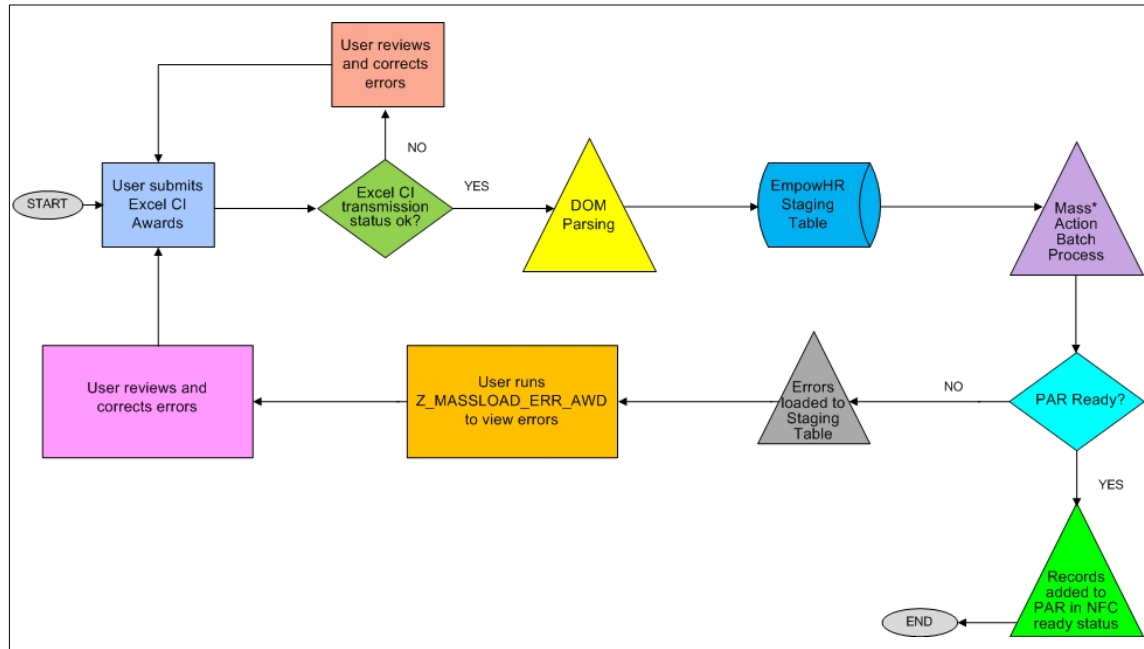 User reviews
and corrects
errors
NO
START
User submits
Excel CI
Awards
Excel CI
transmission
status ok?
YES
DOM
Parsing
EmpowHR
Staging
Table
Mass*
Action
Batch
Process
User reviews and
corrects errors
User runs
Z_MASSLOAD_ERR_AWD
to view errors
Errors
loaded to
Staging
Table
NO
PAR Ready?
YES
Records
added to
PAR in NFC
ready status
END